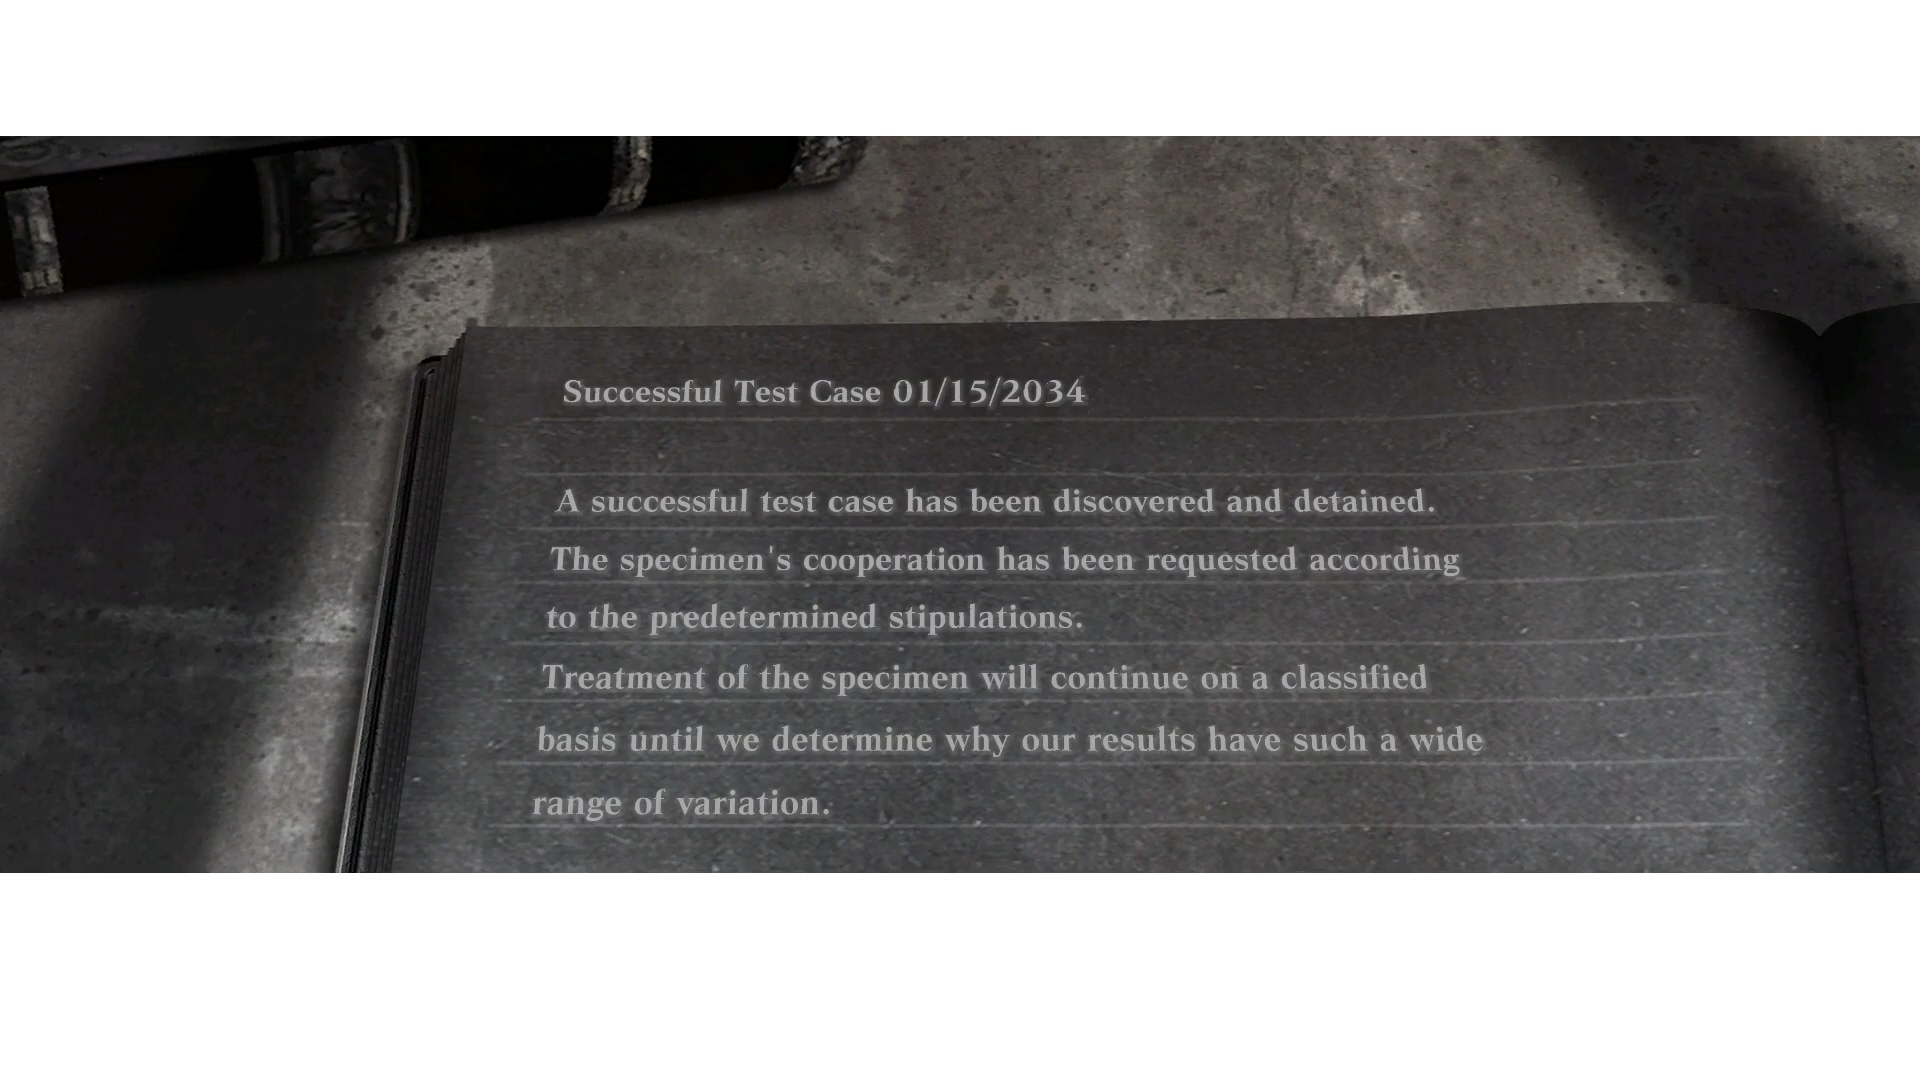 Successful Test Case 01/15/2034
A successful test case has been discovered and detained.
The specimen's cooperation has been requested according
to the predetermined stipulations.
Treatment of the specimen will continue on a classified
basis until we determine why our results have such a wide
range of variation.